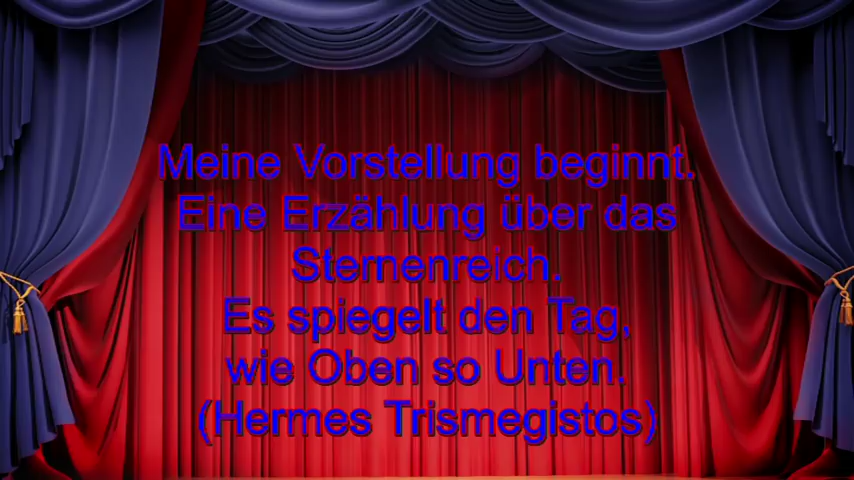 Meine Vorstellung beginnt.
Eine Erzählung über das
Sternenreich.
Es spiegelt den Tag,
wie Oben so Unten.
(Hermes Trismegistos)